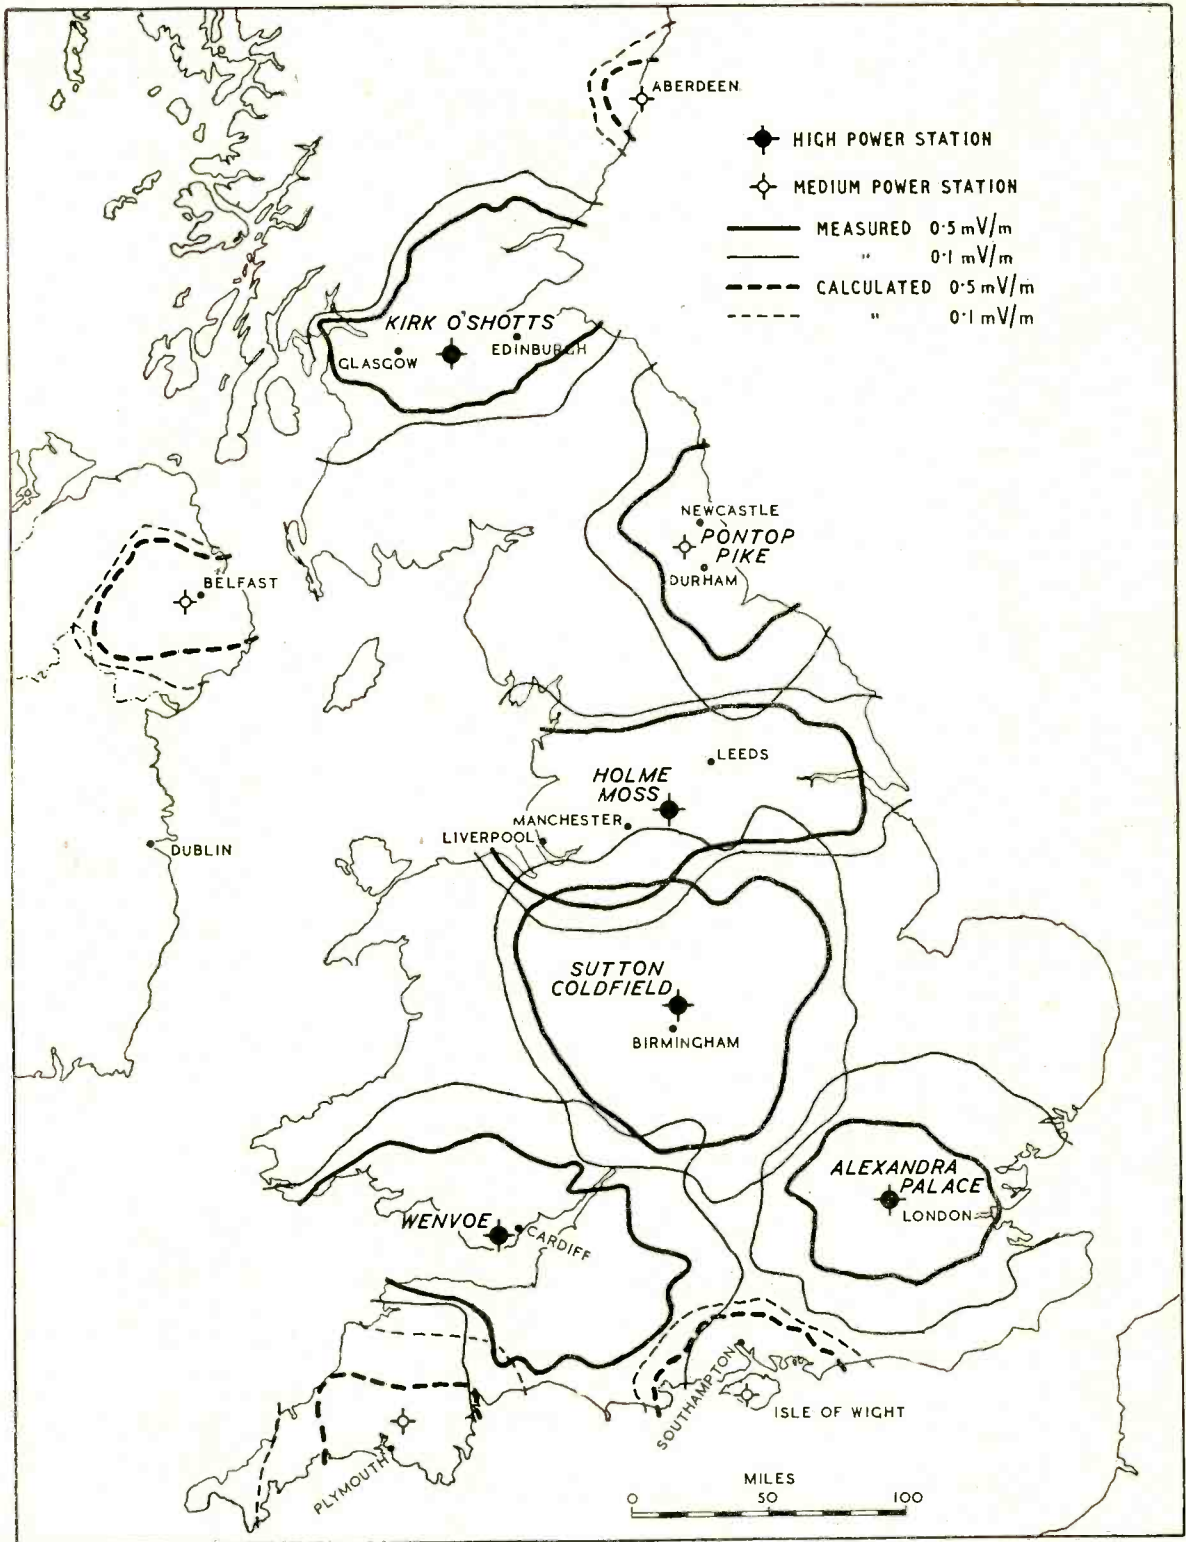 ABERDEEN
HIGH POWER STATION
MEDIUM POWER STATION
MEASURED 0·5 mV/m
" 0·1 mV/m
CALCULATED 0·5 mV/m
" 0·1 mV/m
KIRK O'SHOTTS
GLASGOW
EDINBURGH
NEWCASTLE
PONTOP
PIKE
DURHAM
BELFAST
LEEDS
HOLME
MOSS
MANCHESTER
LIVERPOOL
DUBLIN
SUTTON
COLDFIELD
BIRMINGHAM
ALEXANDRA
PALACE
LONDON
WENVOE
CARDIFF
SOUTHAMPTON
ISLE OF WIGHT
PLYMOUTH
MILES
0 50 100